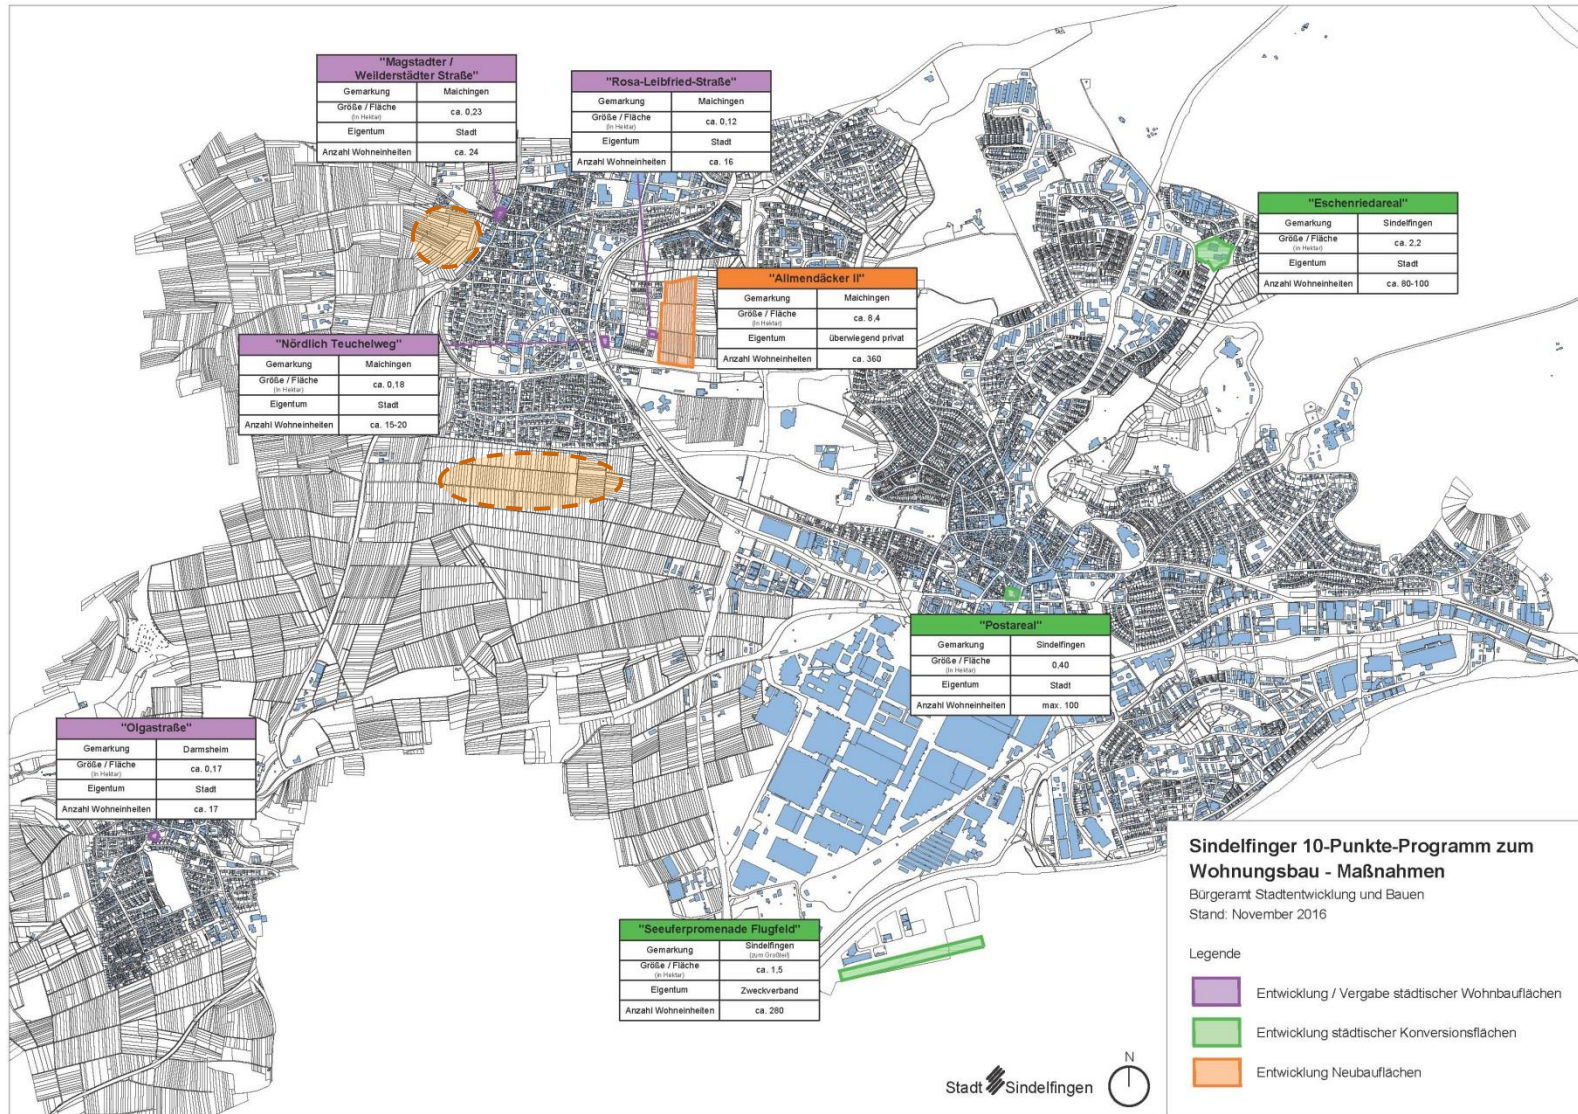 "Magstadter /
Weilderstädter Straße"
Gemarkung Maichingen
Größe / Fläche ca. 0,23
(in Hektar)
Eigentum Stadt
Anzahl Wohneinheiten ca. 24
"Rosa-Leibfried-Straße"
Gemarkung Maichingen
Größe / Fläche ca. 0,12
(in Hektar)
Eigentum Stadt
Anzahl Wohneinheiten ca. 16
"Eschenriedareal"
Gemarkung Sindelfingen
Größe / Fläche ca. 2,2
(in Hektar)
Eigentum Stadt
Anzahl Wohneinheiten ca. 80-100
"Allmendäcker II"
Gemarkung Maichingen
Größe / Fläche ca. 8,4
(in Hektar)
Eigentum überwiegend privat
Anzahl Wohneinheiten ca. 360
"Nördlich Teuchelweg"
Gemarkung Maichingen
Größe / Fläche ca. 0,18
(in Hektar)
Eigentum Stadt
Anzahl Wohneinheiten ca. 15-20
"Postareal"
Gemarkung Sindelfingen
Größe / Fläche 0,40
(in Hektar)
Eigentum Stadt
Anzahl Wohneinheiten max. 100
"Olgastraße"
Gemarkung Darmsheim
Größe / Fläche ca. 0,17
(in Hektar)
Eigentum Stadt
Anzahl Wohneinheiten ca. 17
"Seeuferpromenade Flugfeld"
Gemarkung Sindelfingen
(zum Großteil)
Größe / Fläche ca. 1,5
(in Hektar)
Eigentum Zweckverband
Anzahl Wohneinheiten ca. 280
Sindelfinger 10-Punkte-Programm zum
Wohnungsbau - Maßnahmen
Bürgeramt Stadtentwicklung und Bauen
Stand: November 2016
Legende
Entwicklung / Vergabe städtischer Wohnbauflächen
Entwicklung städtischer Konversionsflächen
Entwicklung Neubauflächen
Stadt Sindelfingen
N